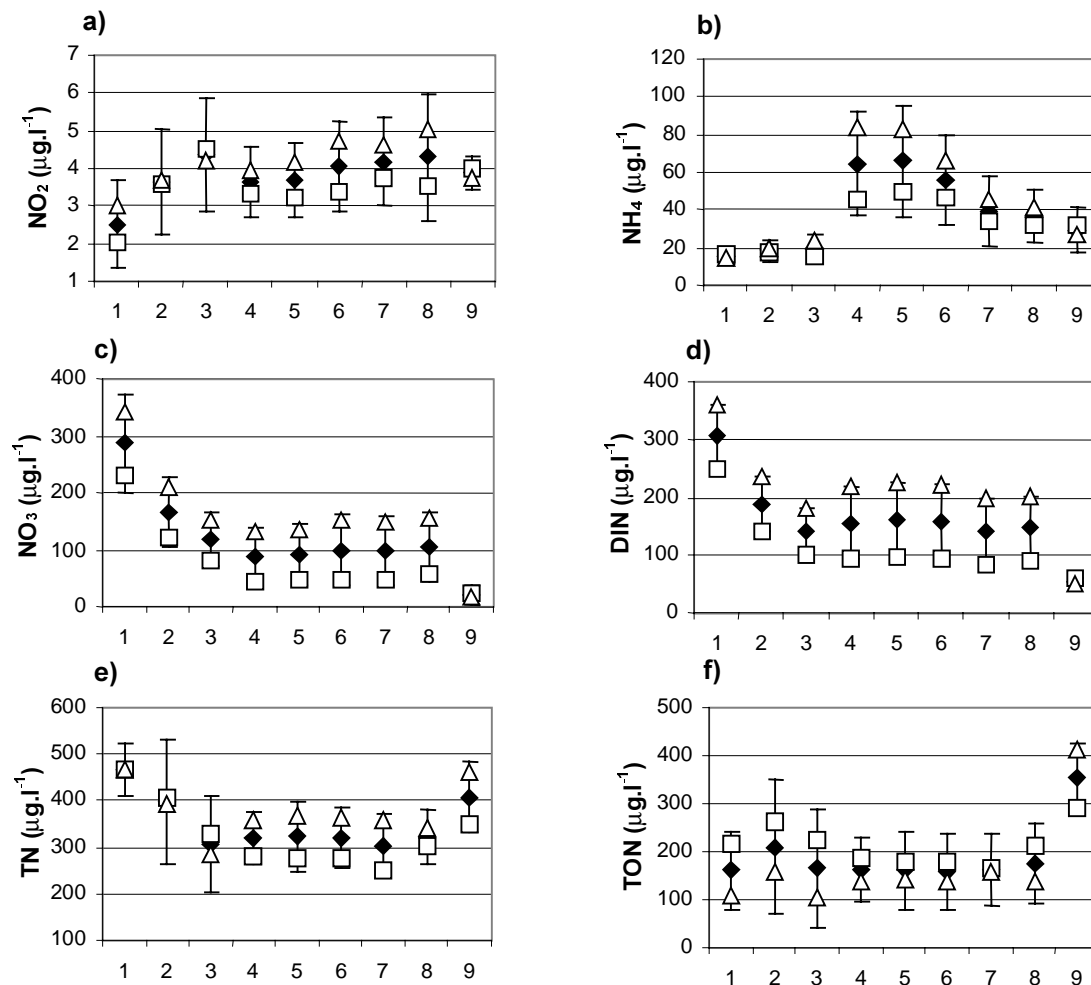 a)
NO₂ (μg.l⁻¹)
7
6
5
4
3
2
1
1 2 3 4 5 6 7 8 9
b)
NH₄ (μg.l⁻¹)
120
100
80
60
40
20
0
1 2 3 4 5 6 7 8 9
c)
NO₃ (μg.l⁻¹)
400
300
200
100
0
1 2 3 4 5 6 7 8 9
d)
DIN (μg.l⁻¹)
400
300
200
100
0
1 2 3 4 5 6 7 8 9
e)
TN (μg.l⁻¹)
600
500
400
300
200
100
1 2 3 4 5 6 7 8 9
f)
TON (μg.l⁻¹)
500
400
300
200
100
0
1 2 3 4 5 6 7 8 9